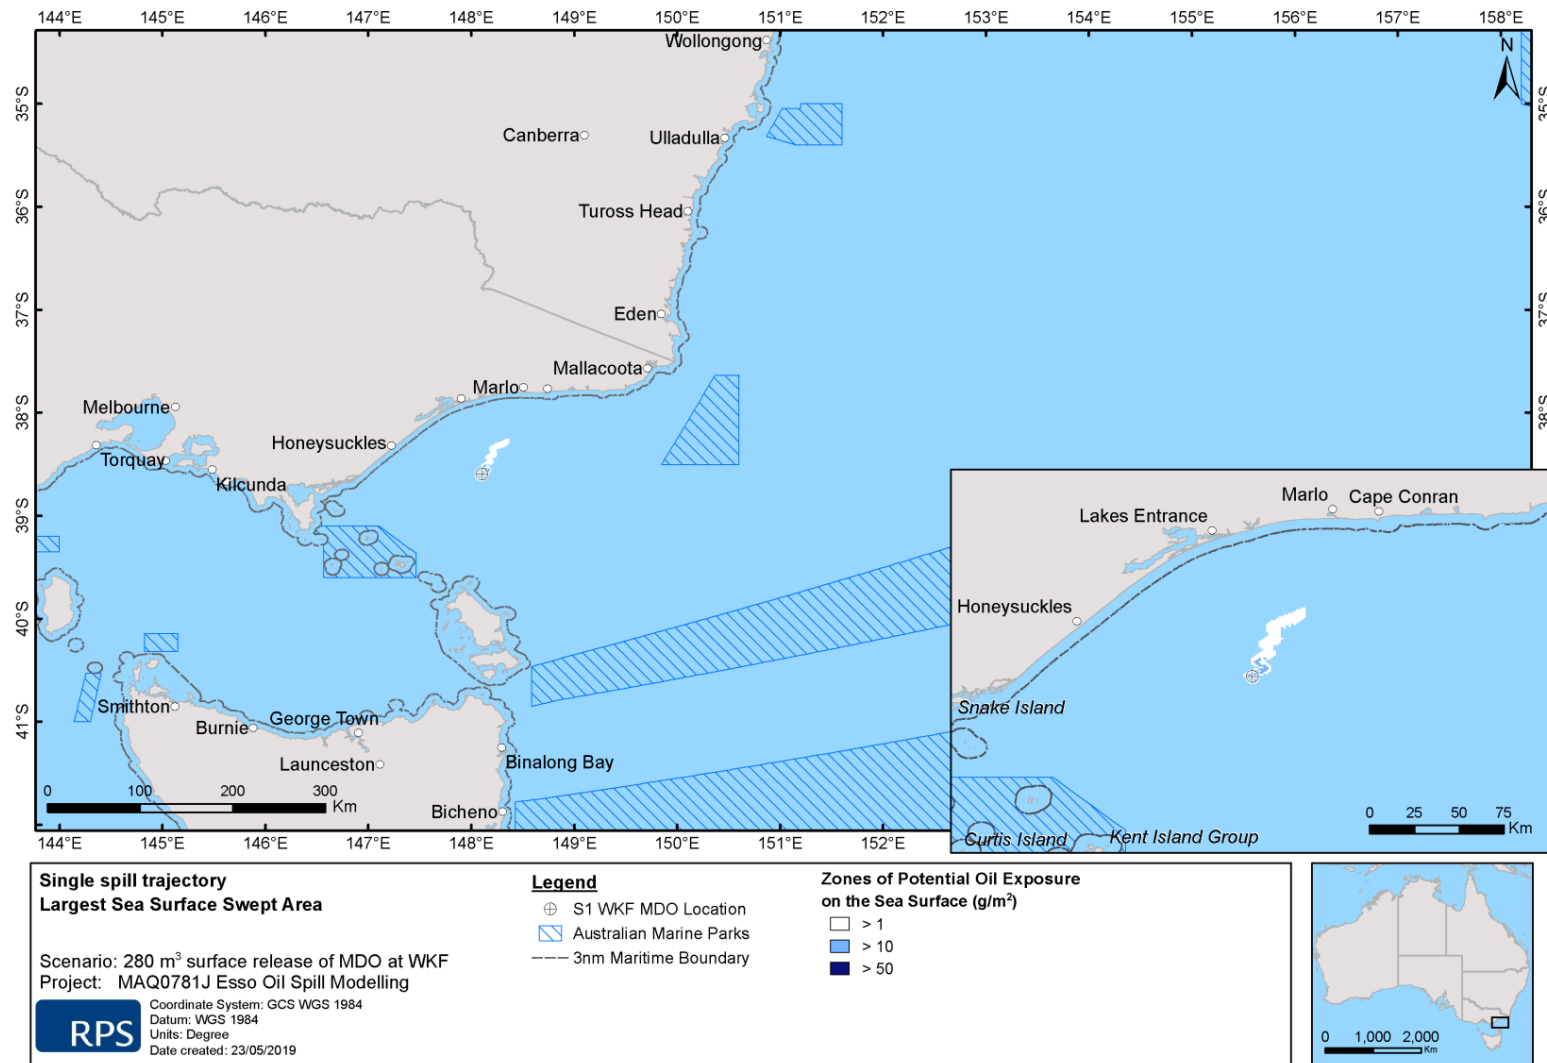 144°E 145°E 146°E 147°E 148°E 149°E 150°E 151°E 152°E 153°E 154°E 155°E 156°E 157°E 158°E
Wollongong
N
35°S 35°S
Canberra
Ulladulla
36°S 36°S
Tuross Head
37°S 37°S
Eden
Mallacoota
Marlo
38°S 38°S
Melbourne
Honeysuckles
Torquay
Kilcunda
39°S
40°S
41°S
Smithton
Burnie
George Town
Launceston
Binalong Bay
Bicheno
0 100 200 300 Km
144°E 145°E 146°E 147°E 148°E 149°E 150°E 151°E 152°E
Marlo Cape Conran
Lakes Entrance
Honeysuckles
Snake Island
Curtis Island
Kent Island Group
0 25 50 75
Km
Single spill trajectory
Largest Sea Surface Swept Area
Scenario: 280 m³ surface release of MDO at WKF
Project: MAQ0781J Esso Oil Spill Modelling
RPS
Coordinate System: GCS WGS 1984
Datum: WGS 1984
Units: Degree
Date created: 23/05/2019
Legend
S1 WKF MDO Location
Australian Marine Parks
3nm Maritime Boundary
Zones of Potential Oil Exposure
on the Sea Surface (g/m²)
> 1
> 10
> 50
0 1,000 2,000
Km